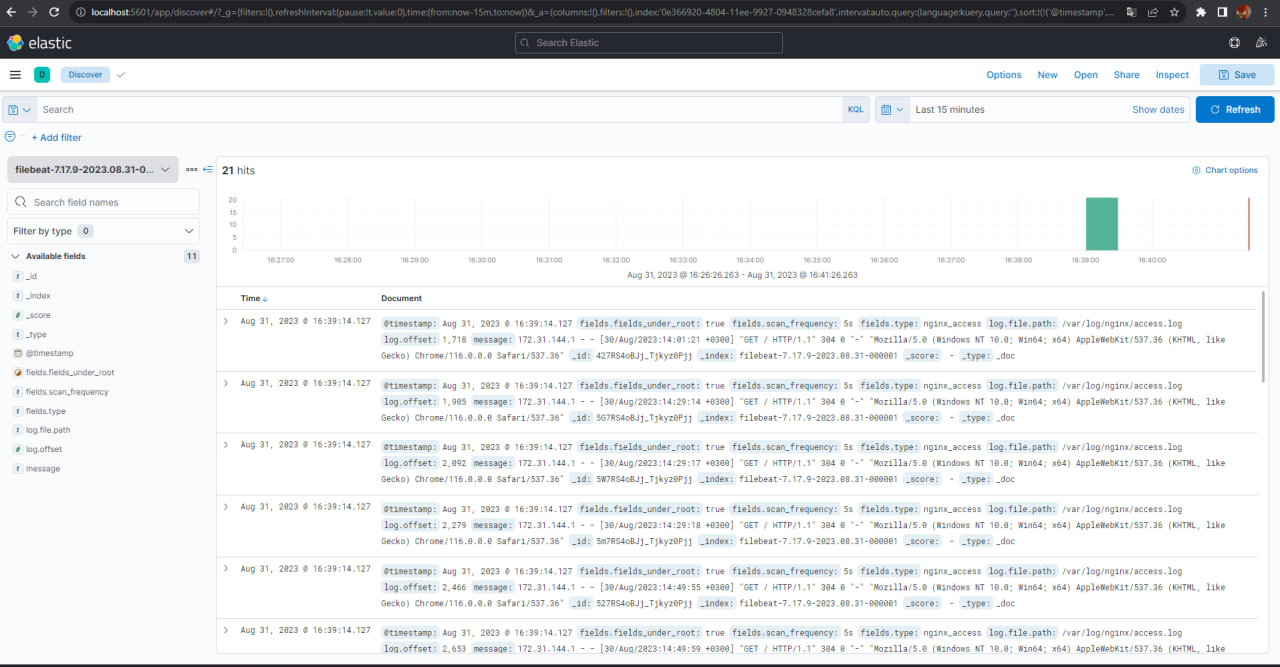 localhost:5601/app/discover#/?_g=(filters:!(),refreshInterval:(pause:!t,value:0),time:(from:now-15m,to:now))&_a=(columns:!(),filters:!(),index:'0e366920-4804-11ee-9927-0948328cefa8',interval:auto,query:(language:kuery,query:''),sort:!(!('@timestamp'...
elastic
Search Elastic
D Discover
Options New Open Share Inspect Save
Search KQL Last 15 minutes Show dates Refresh
+ Add filter
filebeat-7.17.9-2023.08.31-0...
21 hits
Chart options
Search field names
Filter by type 0
Available fields 11
t _id
t _index
# _score
t _type
@timestamp
fields.fields_under_root
t fields.scan_frequency
t fields.type
t log.file.path
# log.offset
t message
20
15
10
5
0
16:27:00 16:28:00 16:29:00 16:30:00 16:31:00 16:32:00 16:33:00 16:34:00 16:35:00 16:36:00 16:37:00 16:38:00 16:39:00 16:40:00
Aug 31, 2023 @ 16:26:26.263 - Aug 31, 2023 @ 16:41:26.263
Time Document
Aug 31, 2023 @ 16:39:14.127 @timestamp: Aug 31, 2023 @ 16:39:14.127 fields.fields_under_root: true fields.scan_frequency: 5s fields.type: nginx_access log.file.path: /var/log/nginx/access.log
log.offset: 1,718 message: 172.31.144.1 - - [30/Aug/2023:14:01:21 +0300] "GET / HTTP/1.1" 304 0 "-" "Mozilla/5.0 (Windows NT 10.0; Win64; x64) AppleWebKit/537.36 (KHTML, like
Gecko) Chrome/116.0.0.0 Safari/537.36" _id: 427RS4oBJj_Tjkyz0Pjj _index: filebeat-7.17.9-2023.08.31-000001 _score: - _type: _doc
Aug 31, 2023 @ 16:39:14.127 @timestamp: Aug 31, 2023 @ 16:39:14.127 fields.fields_under_root: true fields.scan_frequency: 5s fields.type: nginx_access log.file.path: /var/log/nginx/access.log
log.offset: 1,905 message: 172.31.144.1 - - [30/Aug/2023:14:29:14 +0300] "GET / HTTP/1.1" 304 0 "-" "Mozilla/5.0 (Windows NT 10.0; Win64; x64) AppleWebKit/537.36 (KHTML, like
Gecko) Chrome/116.0.0.0 Safari/537.36" _id: 5G7RS4oBJj_Tjkyz0Pjj _index: filebeat-7.17.9-2023.08.31-000001 _score: - _type: _doc
Aug 31, 2023 @ 16:39:14.127 @timestamp: Aug 31, 2023 @ 16:39:14.127 fields.fields_under_root: true fields.scan_frequency: 5s fields.type: nginx_access log.file.path: /var/log/nginx/access.log
log.offset: 2,092 message: 172.31.144.1 - - [30/Aug/2023:14:29:17 +0300] "GET / HTTP/1.1" 304 0 "-" "Mozilla/5.0 (Windows NT 10.0; Win64; x64) AppleWebKit/537.36 (KHTML, like
Gecko) Chrome/116.0.0.0 Safari/537.36" _id: 5W7RS4oBJj_Tjkyz0Pjj _index: filebeat-7.17.9-2023.08.31-000001 _score: - _type: _doc
Aug 31, 2023 @ 16:39:14.127 @timestamp: Aug 31, 2023 @ 16:39:14.127 fields.fields_under_root: true fields.scan_frequency: 5s fields.type: nginx_access log.file.path: /var/log/nginx/access.log
log.offset: 2,279 message: 172.31.144.1 - - [30/Aug/2023:14:29:18 +0300] "GET / HTTP/1.1" 304 0 "-" "Mozilla/5.0 (Windows NT 10.0; Win64; x64) AppleWebKit/537.36 (KHTML, like
Gecko) Chrome/116.0.0.0 Safari/537.36" _id: 5m7RS4oBJj_Tjkyz0Pjj _index: filebeat-7.17.9-2023.08.31-000001 _score: - _type: _doc
Aug 31, 2023 @ 16:39:14.127 @timestamp: Aug 31, 2023 @ 16:39:14.127 fields.fields_under_root: true fields.scan_frequency: 5s fields.type: nginx_access log.file.path: /var/log/nginx/access.log
log.offset: 2,466 message: 172.31.144.1 - - [30/Aug/2023:14:49:55 +0300] "GET / HTTP/1.1" 304 0 "-" "Mozilla/5.0 (Windows NT 10.0; Win64; x64) AppleWebKit/537.36 (KHTML, like
Gecko) Chrome/116.0.0.0 Safari/537.36" _id: 527RS4oBJj_Tjkyz0Pjj _index: filebeat-7.17.9-2023.08.31-000001 _score: - _type: _doc
Aug 31, 2023 @ 16:39:14.127 @timestamp: Aug 31, 2023 @ 16:39:14.127 fields.fields_under_root: true fields.scan_frequency: 5s fields.type: nginx_access log.file.path: /var/log/nginx/access.log
log.offset: 2,653 message: 172.31.144.1 - - [30/Aug/2023:14:49:59 +0300] "GET / HTTP/1.1" 304 0 "-" "Mozilla/5.0 (Windows NT 10.0; Win64; x64) AppleWebKit/537.36 (KHTML, like